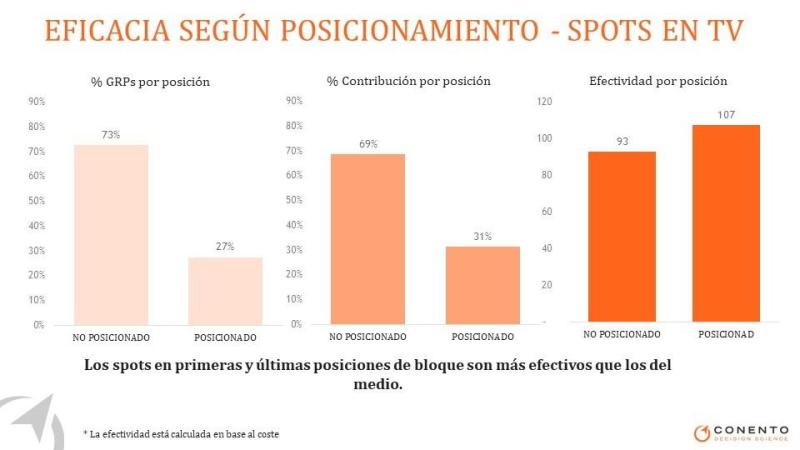 EFICACIA SEGÚN POSICIONAMIENTO - SPOTS EN TV
% GRPs por posición
90%
80%
70%
60%
50%
40%
30%
20%
10%
0%
73%
27%
NO POSICIONADO
POSICIONADO
% Contribución por posición
90%
80%
70%
60%
50%
40%
30%
20%
10%
0%
69%
31%
NO POSICIONADO
POSICIONADO
Efectividad por posición
120
100
80
60
40
20
-
93
107
NO POSICIONADO
POSICIONAD
Los spots en primeras y últimas posiciones de bloque son más efectivos que los del
medio.
* La efectividad está calculada en base al coste
CONENTO
DECISION SCIENCE